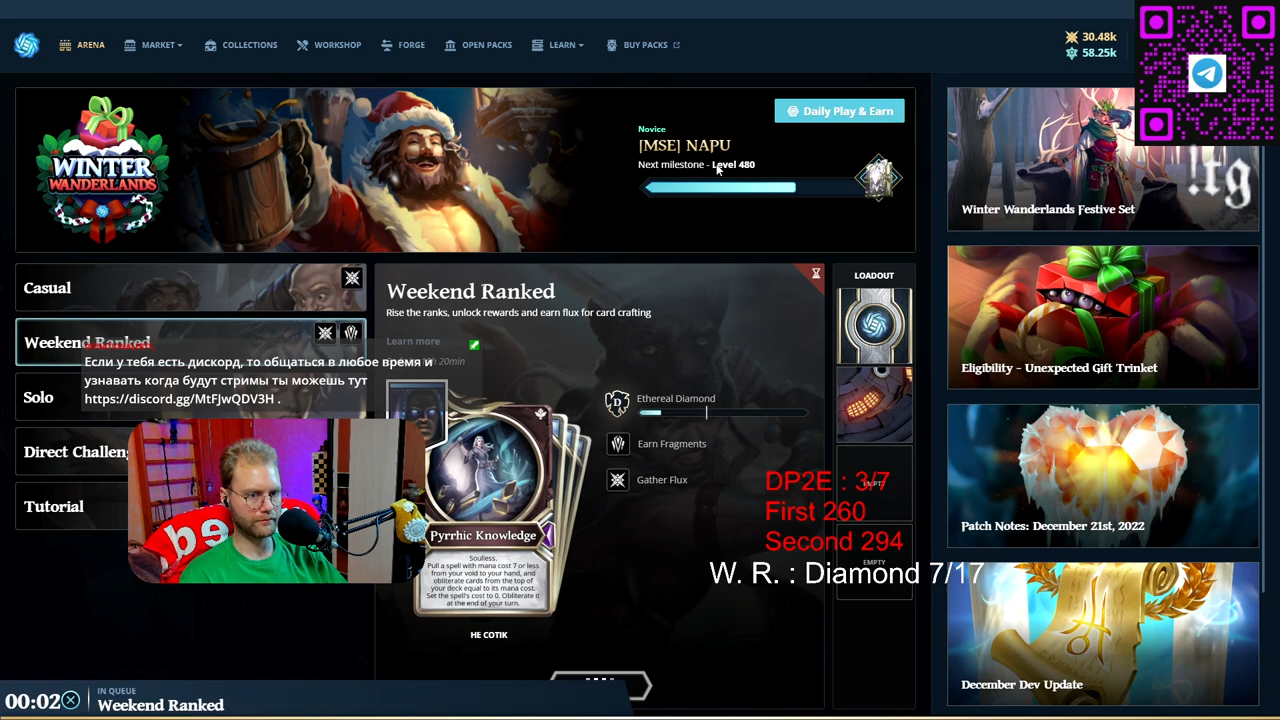 ARENA
MARKET
COLLECTIONS
WORKSHOP
FORGE
OPEN PACKS
LEARN
BUY PACKS
30.48k
58.25k
WINTER
WANDERLANDS
Daily Play & Earn
Novice
[MSE] NAPU
Next milestone - Level 480
!tg
Winter Wanderlands Festive Set
Casual
Weekend Ranked
Solo
Direct Challen
Tutorial
Если у тебя есть дискорд, то общаться в любое время и
узнавать когда будут стримы ты можешь тут
https://discord.gg/MtFJwQDV3H .
Weekend Ranked
Rise the ranks, unlock rewards and earn flux for card crafting
Learn more
20min
Ethereal Diamond
D
Earn Fragments
Gather Flux
Pyrrhic Knowledge
Soulless.
Pull a spell with mana cost 7 or less
from your void to your hand, and
obliterate cards from the top of
your deck equal to its mana cost.
Set the spell's cost to 0. Obliterate it
at the end of your turn.
НЕ СОТІК
LOADOUT
EMPTY
DP2E : 3/7
First 260
Second 294
W. R. : Diamond 7/17
Eligibility - Unexpected Gift Trinket
Patch Notes: December 21st, 2022
December Dev Update
be
00:02
IN QUEUE
Weekend Ranked